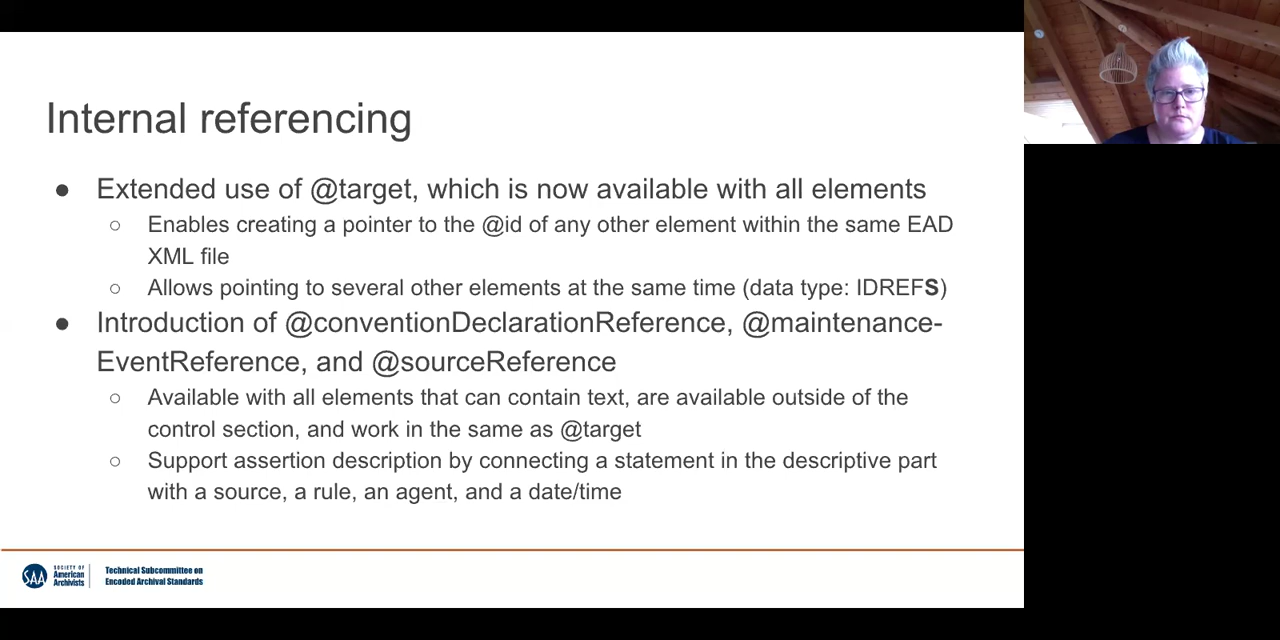 Internal referencing
● Extended use of @target, which is now available with all elements
○ Enables creating a pointer to the @id of any other element within the same EAD
XML file
○ Allows pointing to several other elements at the same time (data type: IDREFS)
● Introduction of @conventionDeclarationReference, @maintenance-
EventReference, and @sourceReference
○ Available with all elements that can contain text, are available outside of the
control section, and work in the same as @target
○ Support assertion description by connecting a statement in the descriptive part
with a source, a rule, an agent, and a date/time
SAA
SOCIETY OF
American
Archivists
Technical Subcommittee on
Encoded Archival Standards